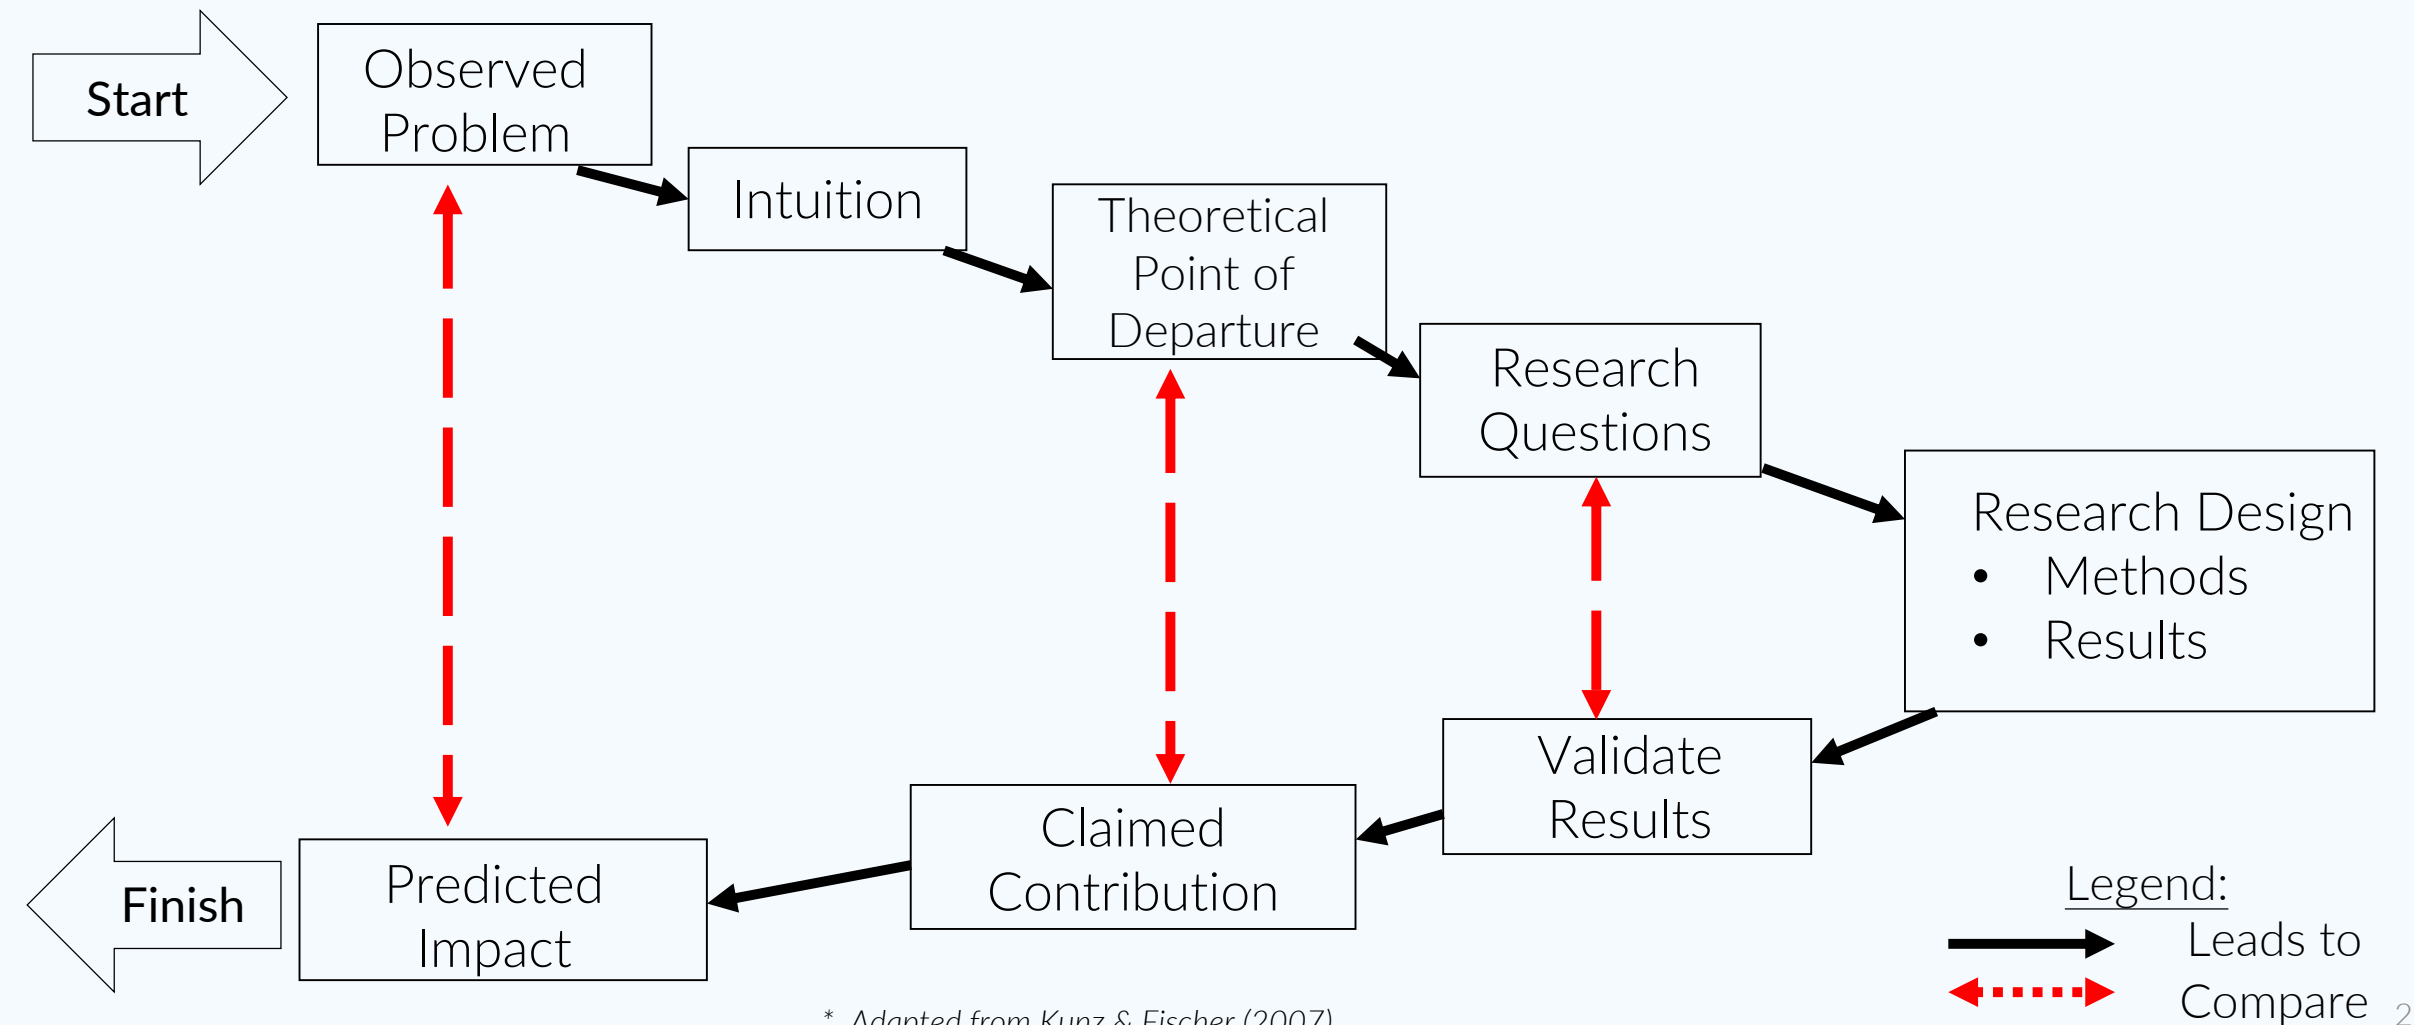 Start
Observed
Problem
Intuition
Theoretical
Point of
Departure
Research
Questions
Research Design
• Methods
• Results
Validate
Results
Claimed
Contribution
Predicted
Impact
Finish
Legend:
Leads to
Compare
* Adapted from Kunz & Fischer (2007)
2